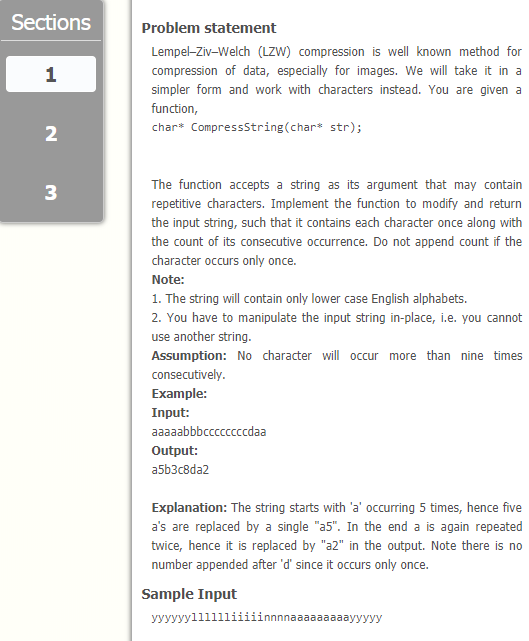 Sections
1
2
3
Problem statement
Lempel–Ziv–Welch (LZW) compression is well known method for
compression of data, especially for images. We will take it in a
simpler form and work with characters instead. You are given a
function,
char* CompressString(char* str);
The function accepts a string as its argument that may contain
repetitive characters. Implement the function to modify and return
the input string, such that it contains each character once along with
the count of its consecutive occurrence. Do not append count if the
character occurs only once.
Note:
1. The string will contain only lower case English alphabets.
2. You have to manipulate the input string in-place, i.e. you cannot
use another string.
Assumption: No character will occur more than nine times
consecutively.
Example:
Input:
aaaaabbbccccccccdaa
Output:
a5b3c8da2
Explanation: The string starts with 'a' occurring 5 times, hence five
a's are replaced by a single "a5". In the end a is again repeated
twice, hence it is replaced by "a2" in the output. Note there is no
number appended after 'd' since it occurs only once.
Sample Input
yyyyyyllllllliiiiinnnnaaaaaaaaayyyyy